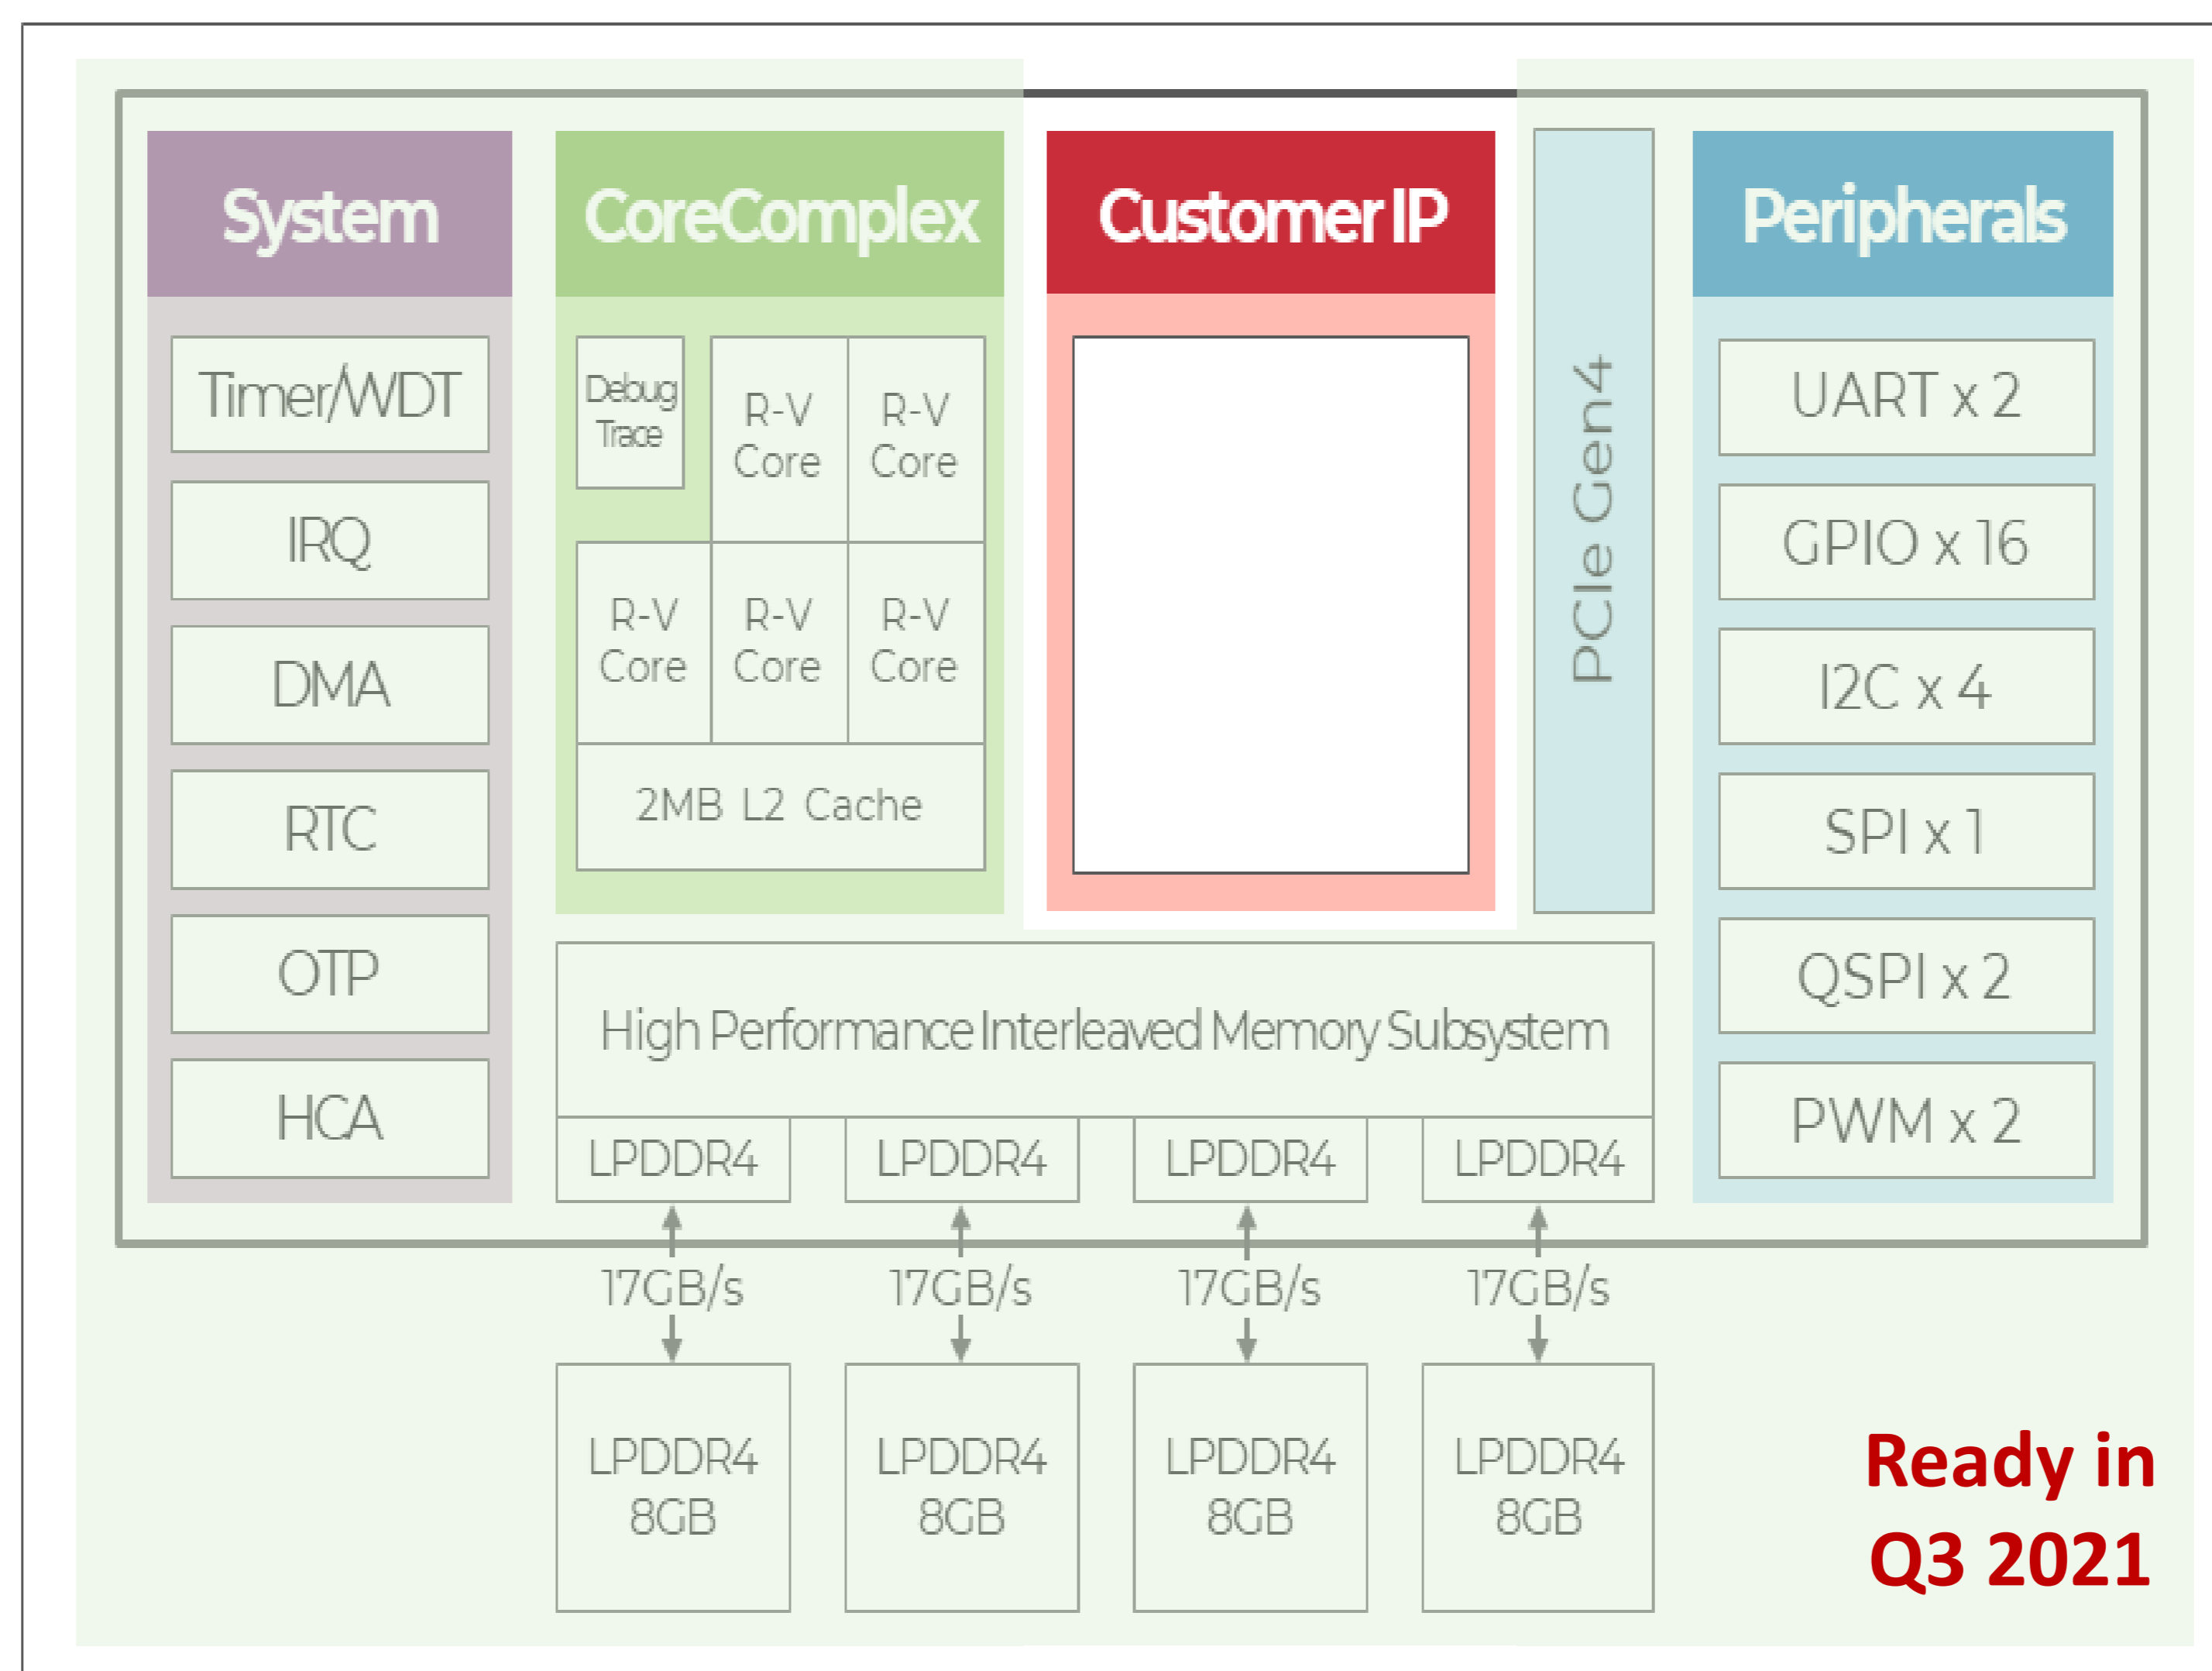 System
Timer/WDT
IRQ
DMA
RTC
OTP
HCA
CoreComplex
Debug
Trace
R-V
Core
R-V
Core
R-V
Core
R-V
Core
R-V
Core
2MB L2 Cache
Customer IP
PCIe Gen4
Peripherals
UART x 2
GPIO x 16
I2C x 4
SPI x 1
QSPI x 2
PWM x 2
High Performance Interleaved Memory Subsystem
LPDDR4 LPDDR4 LPDDR4 LPDDR4
17GB/s 17GB/s 17GB/s 17GB/s
LPDDR4
8GB
LPDDR4
8GB
LPDDR4
8GB
LPDDR4
8GB
Ready in
Q3 2021